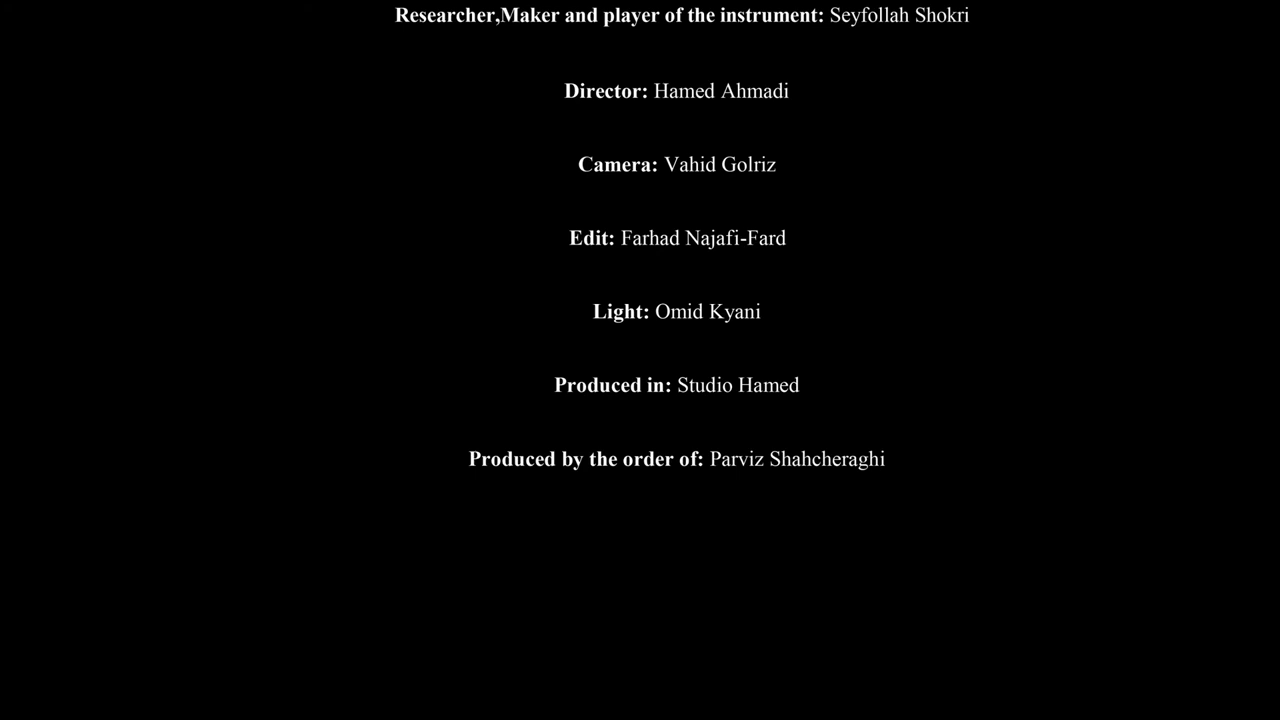 Researcher,Maker and player of the instrument: Seyfollah Shokri
Director: Hamed Ahmadi
Camera: Vahid Golriz
Edit: Farhad Najafi-Fard
Light: Omid Kyani
Produced in: Studio Hamed
Produced by the order of: Parviz Shahcheraghi